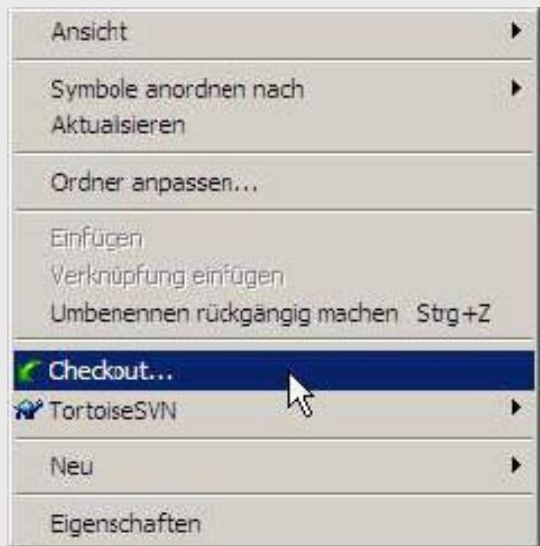 Ansicht
Symbole anordnen nach
Aktualisieren
Ordner anpassen...
Einfügen
Verknüpfung einfügen
Umbenennen rückgängig machen Strg+Z
Checkout...
TortoiseSVN
Neu
Eigenschaften